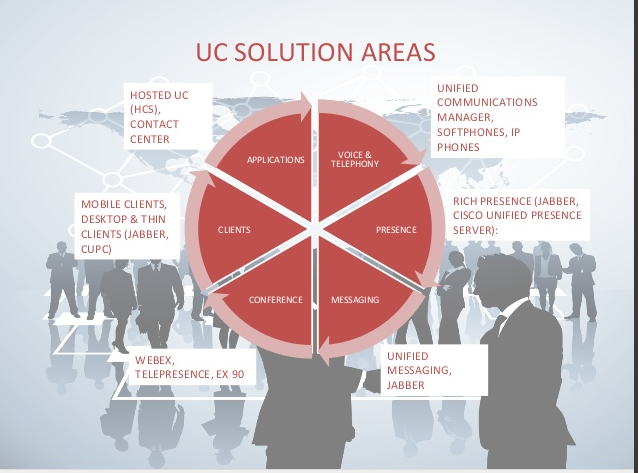 UC SOLUTION AREAS
HOSTED UC
(HCS),
CONTACT
CENTER
UNIFIED
COMMUNICATIONS
MANAGER,
SOFTPHONES, IP
PHONES
APPLICATIONS
VOICE &
TELEPHONY
MOBILE CLIENTS,
DESKTOP & THIN
CLIENTS (JABBER,
CUPC)
CLIENTS
PRESENCE
RICH PRESENCE (JABBER,
CISCO UNIFIED PRESENCE
SERVER):
CONFERENCE
MESSAGING
WEBEX,
TELEPRESENCE, EX 90
UNIFIED
MESSAGING,
JABBER